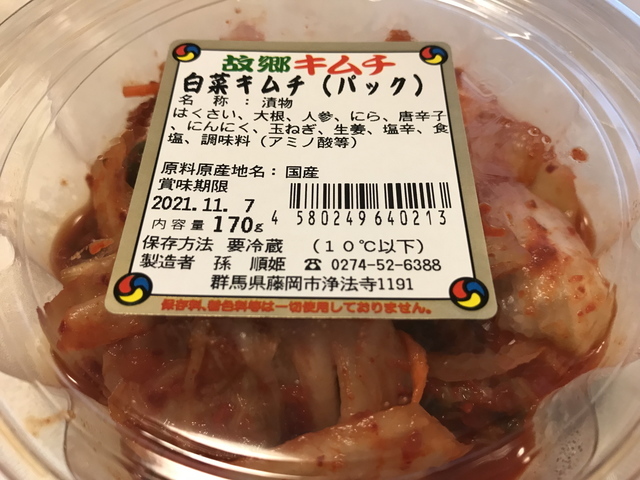 故郷キムチ
白菜キムチ（パック）
名　称　：漬物
はくさい、大根、人参、にら、唐辛子
、にんにく、玉ねぎ、生姜、塩辛、食
塩、調味料（アミノ酸等）
原料原産地名：国産
賞味期限
2021.11. 7
内容量 170g
4 580249 640213
保存方法　要冷蔵　（１０℃以下）
製造者　孫　順姫　☎ 0274-52-6388
群馬県藤岡市浄法寺1191
保存料、着色料等は一切使用しておりません。